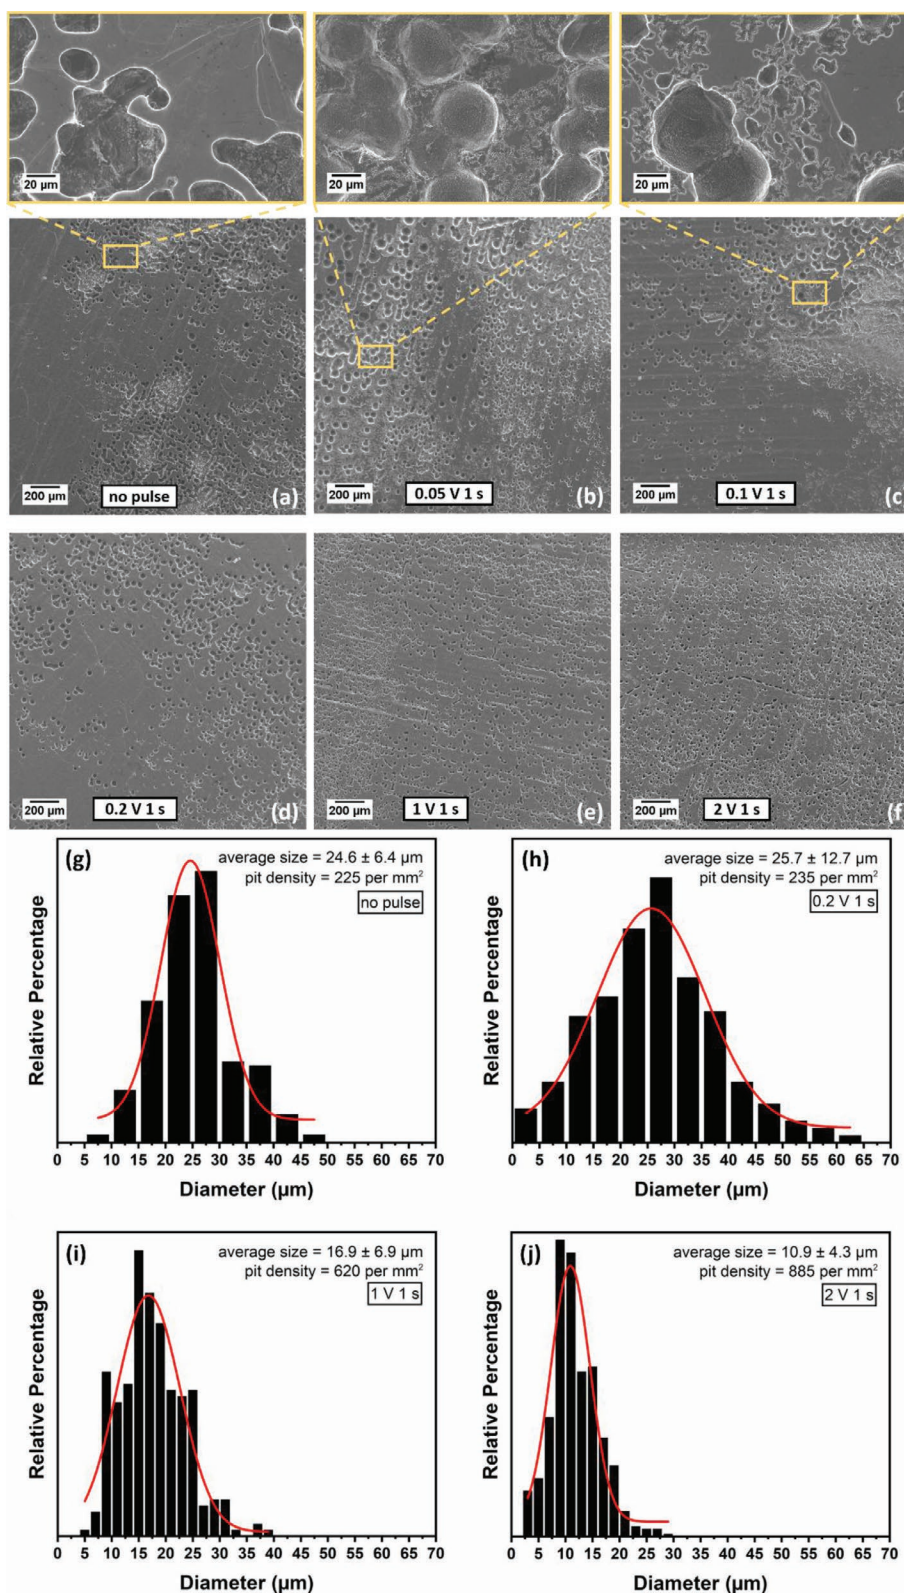 20 μm
20 μm
20 μm
200 μm
no pulse
(a)
200 μm
0.05 V 1 s
(b)
200 μm
0.1 V 1 s
(c)
200 μm
0.2 V 1 s
(d)
200 μm
1 V 1 s
(e)
200 μm
2 V 1 s
(f)
(g)
average size = 24.6 ± 6.4 μm
pit density = 225 per mm²
no pulse
Relative Percentage
0 5 10 15 20 25 30 35 40 45 50 55 60 65 70
Diameter (μm)
(h)
average size = 25.7 ± 12.7 μm
pit density = 235 per mm²
0.2 V 1 s
Relative Percentage
0 5 10 15 20 25 30 35 40 45 50 55 60 65 70
Diameter (μm)
(i)
average size = 16.9 ± 6.9 μm
pit density = 620 per mm²
1 V 1 s
Relative Percentage
0 5 10 15 20 25 30 35 40 45 50 55 60 65 70
Diameter (μm)
(j)
average size = 10.9 ± 4.3 μm
pit density = 885 per mm²
2 V 1 s
Relative Percentage
0 5 10 15 20 25 30 35 40 45 50 55 60 65 70
Diameter (μm)